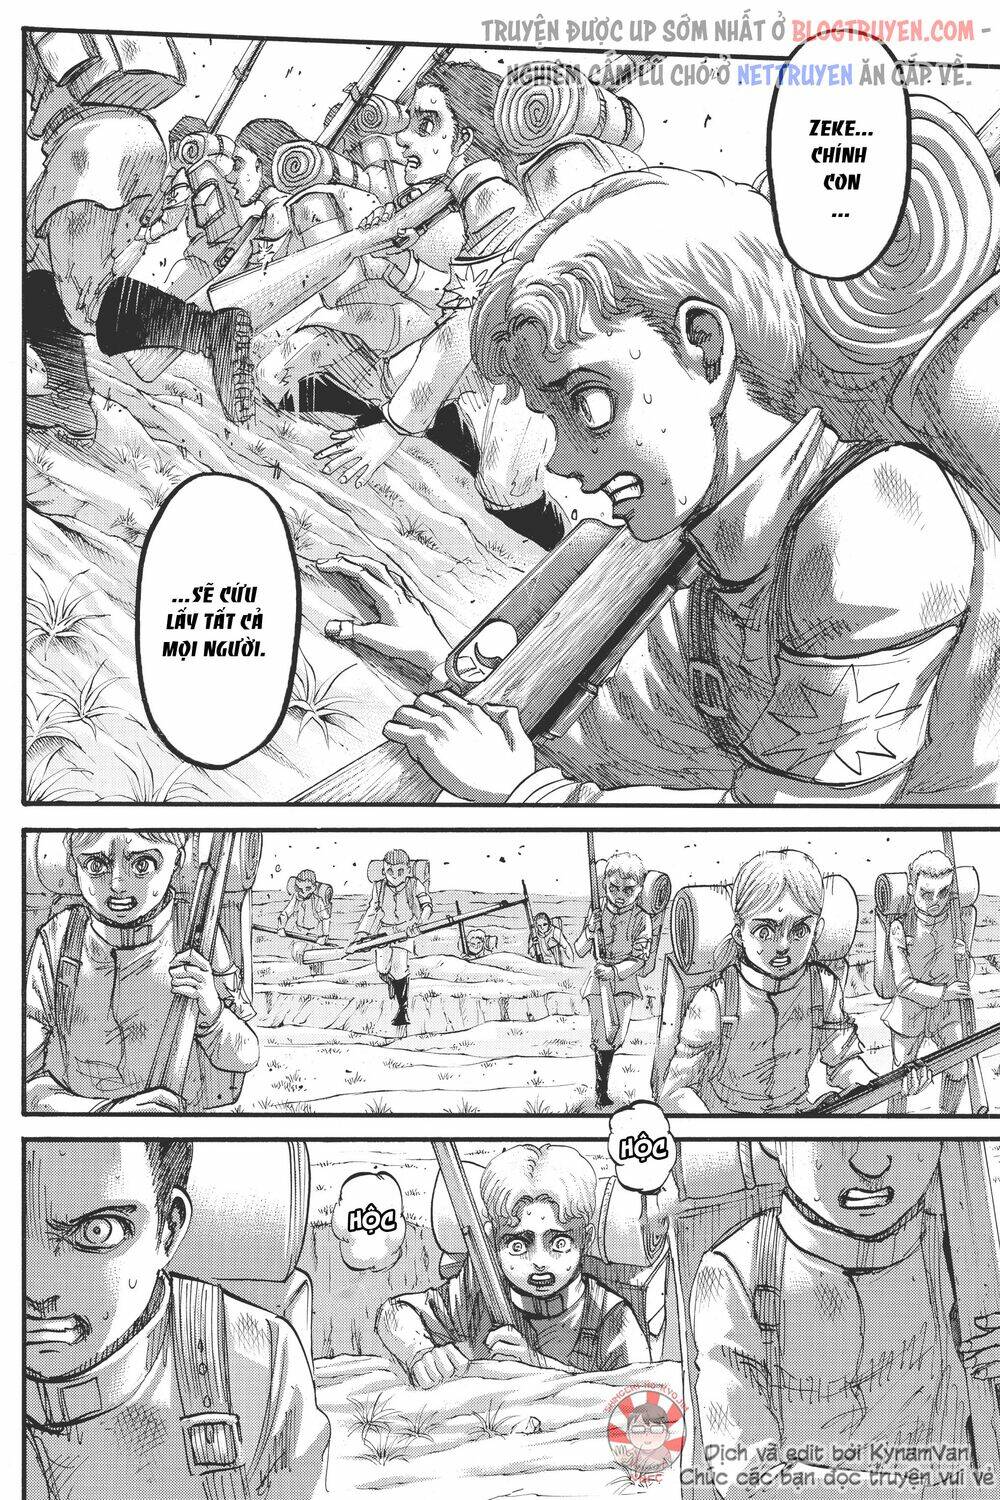 TRUYỆN ĐƯỢC UP SỚM NHẤT Ở BLOGTRUYEN.COM -
NGHIÊM CẤM LŨ CHÓ Ở NETTRUYEN ĂN CẮP VỀ.
ZEKE...
CHÍNH
CON
...
...SẼ CỨU
LẤY TẤT CẢ
MỌI NGƯỜI.
HỘC
HỘC
Dịch và edit bởi KynamVan
Chúc các bạn đọc truyện vui vẻ